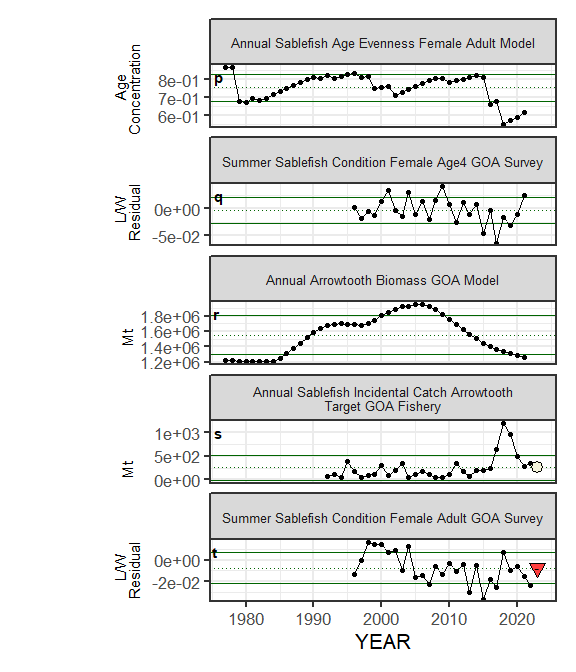 Annual Sablefish Age Evenness Female Adult Model
Age
Concentration
p
8e-01
7e-01
6e-01
Summer Sablefish Condition Female Age4 GOA Survey
L/W
Residual
q
0e+00
-5e-02
Annual Arrowtooth Biomass GOA Model
Mt
r
1.8e+06
1.6e+06
1.4e+06
1.2e+06
Annual Sablefish Incidental Catch Arrowtooth
Target GOA Fishery
Mt
s
1e+03
5e+02
0e+00
Summer Sablefish Condition Female Adult GOA Survey
L/W
Residual
t
0e+00
-2e-02
1980
1990
2000
2010
2020
YEAR